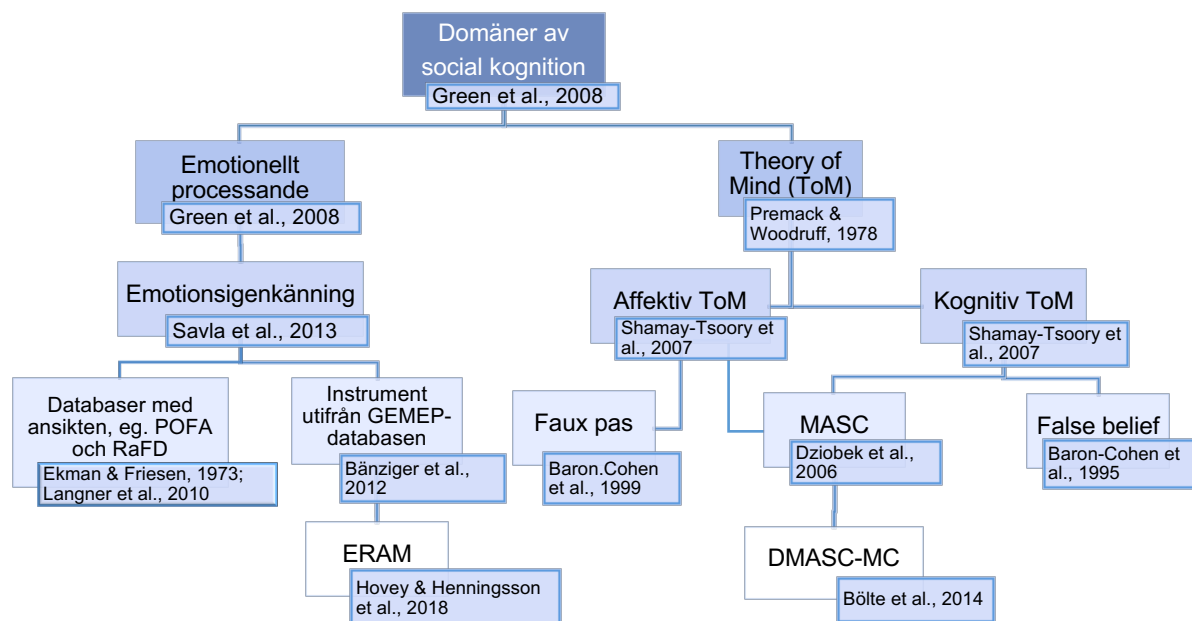 Domäner av
social kognition
Green et al., 2008
Emotionellt
processande
Green et al., 2008
Theory of
Mind (ToM)
Premack &
Woodruff, 1978
Emotionsigenkänning
Savla et al., 2013
Affektiv ToM
Shamay-Tsoory et
al., 2007
Kognitiv ToM
Shamay-Tsoory et
al., 2007
Databaser med
ansikten, eg. POFA
och RaFD
Ekman & Friesen, 1973;
Langner et al., 2010
Instrument
utifrån GEMEP-
databasen
Bänziger et al.,
2012
Faux pas
Baron.Cohen
et al., 1999
MASC
Dziobek et al.,
2006
False belief
Baron-Cohen et
al., 1995
ERAM
Hovey & Henningsson
et al., 2018
DMASC-MC
Bölte et al., 2014